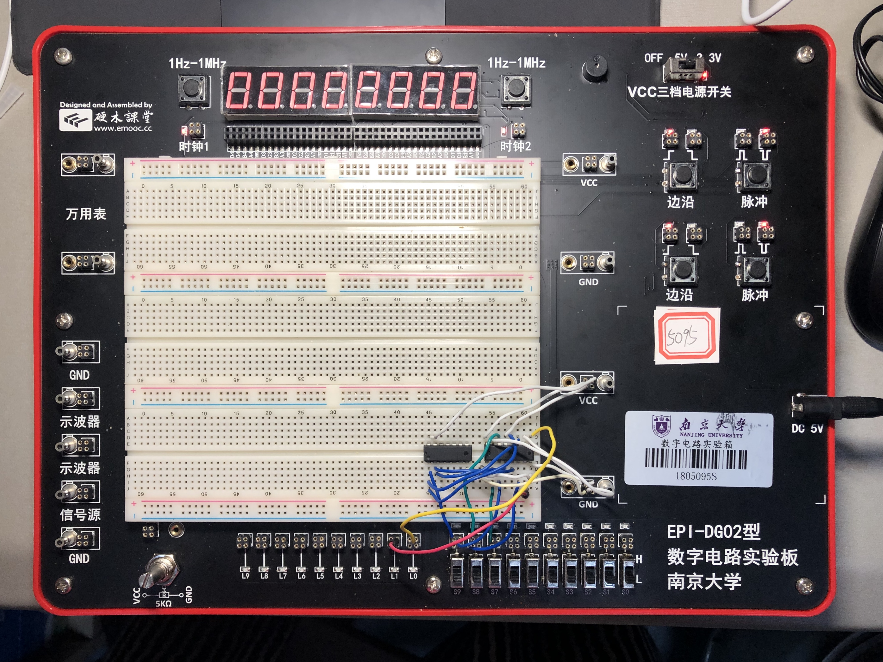 1Hz-1MHz
00000000
1Hz-1MHz
OFF 5V 3.3V
VCC三档电源开关
Designed and Assembled by
硬木课堂
www.emooc.cc
时钟1
时钟2
VCC
边沿
脉冲
万用表
GND
边沿
脉冲
5095
GND
VCC
示波器
DC 5V
南京大学
NANJING UNIVERSITY
数字电路实验箱
1805095S
示波器
信号源
GND
GND
EPI-DG02型
数字电路实验板
南京大学
H
L
L9 L8 L7 L6 L5 L4 L3 L2 L1 L0
S9 S8 S7 S6 S5 S4 S3 S2 S1 S0
VCC
5KΩ
GND